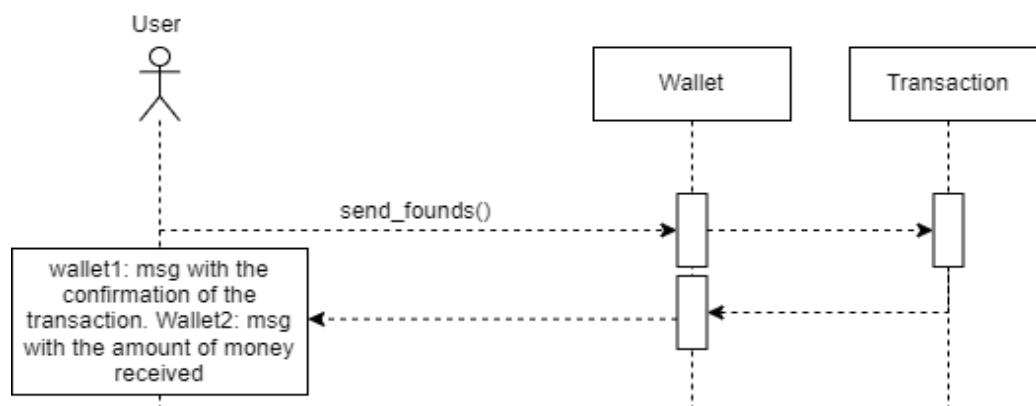 User
Wallet
Transaction
send_founds()
wallet1: msg with the
confirmation of the
transaction. Wallet2: msg
with the amount of money
received